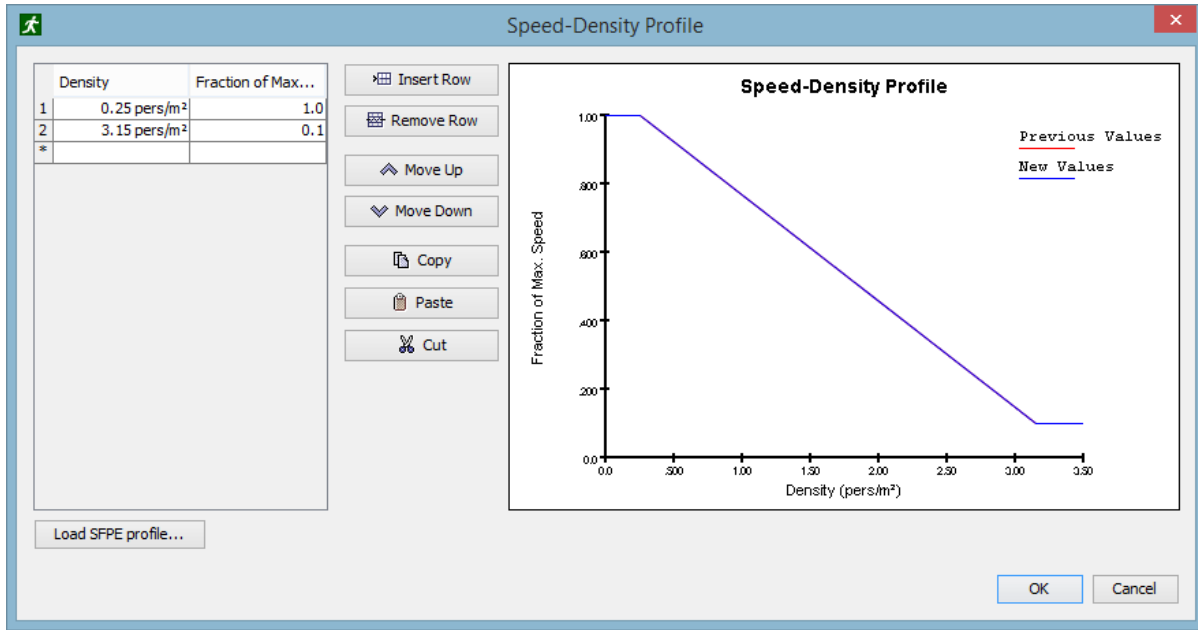 Speed-Density Profile
×
Density Fraction of Max...
1 0.25 pers/m² 1.0
2 3.15 pers/m² 0.1
*
Insert Row
Remove Row
Move Up
Move Down
Copy
Paste
Cut
Load SFPE profile...
Speed-Density Profile
Previous Values
New Values
Fraction of Max. Speed
1.00
.800
.600
.400
.200
0.0
0.0 .500 1.00 1.50 2.00 2.50 3.00 3.50
Density (pers/m²)
OK Cancel